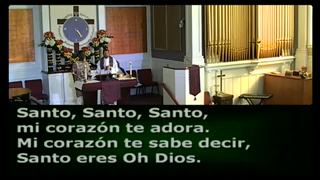 Santo, Santo, Santo,
mi corazón te adora.
Mi corazón te sabe decir,
Santo eres Oh Dios.